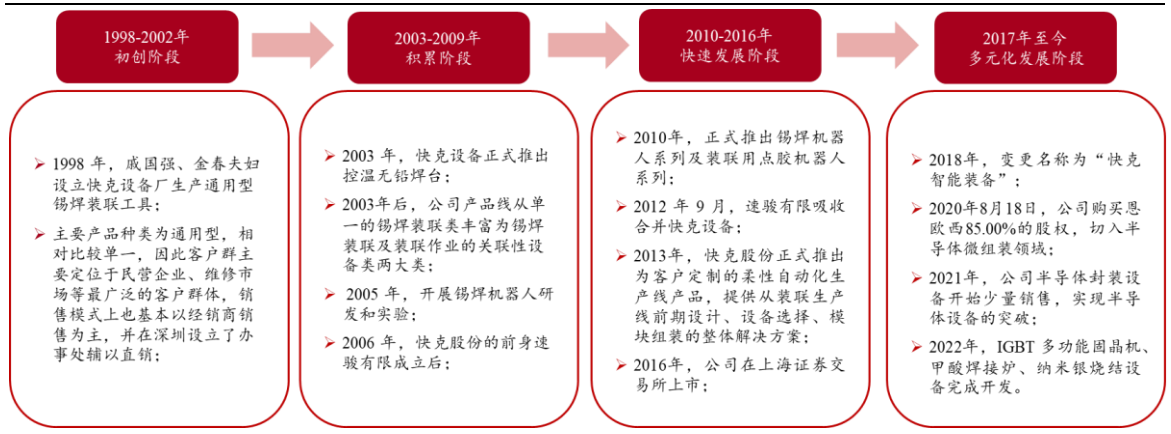 1998-2002年
初创阶段
2003-2009年
积累阶段
2010-2016年
快速发展阶段
2017年至今
多元化发展阶段
➢ 1998 年，戚国强、金春夫妇
设立快克设备厂生产通用型
锡焊装联工具；
➢ 主要产品种类为通用型，相
对比较单一，因此客户群主
要定位于民营企业、维修市
场等最广泛的客户群体，销
售模式上也基本以经销商销
售为主，并在深圳设立了办
事处辅以直销；
➢ 2003 年，快克设备正式推出
控温无铅焊台；
➢ 2003年后，公司产品线从单
一的锡焊装联类丰富为锡焊
装联及装联作业的关联性设
备类两大类；
➢ 2005 年，开展锡焊机器人研
发和实验；
➢ 2006 年，快克股份的前身速
骏有限成立后；
➢ 2010年，正式推出锡焊机器
人系列及装联用点胶机器人
系列；
➢ 2012 年 9 月，速骏有限吸收
合并快克设备；
➢ 2013年，快克股份正式推出
为客户定制的柔性自动化生
产线产品，提供从装联生产
线前期设计、设备选择、模
块组装的整体解决方案；
➢ 2016年，公司在上海证券交
易所上市；
➢ 2018年，变更名称为“快克
智能装备”；
➢ 2020年8月18日，公司购买恩
欧西85.00%的股权，切入半
导体微组装领域；
➢ 2021年，公司半导体封装设
备开始少量销售，实现半导
体设备的突破；
➢ 2022年，IGBT 多功能固晶机、
甲酸焊接炉、纳米银烧结设
备完成开发。